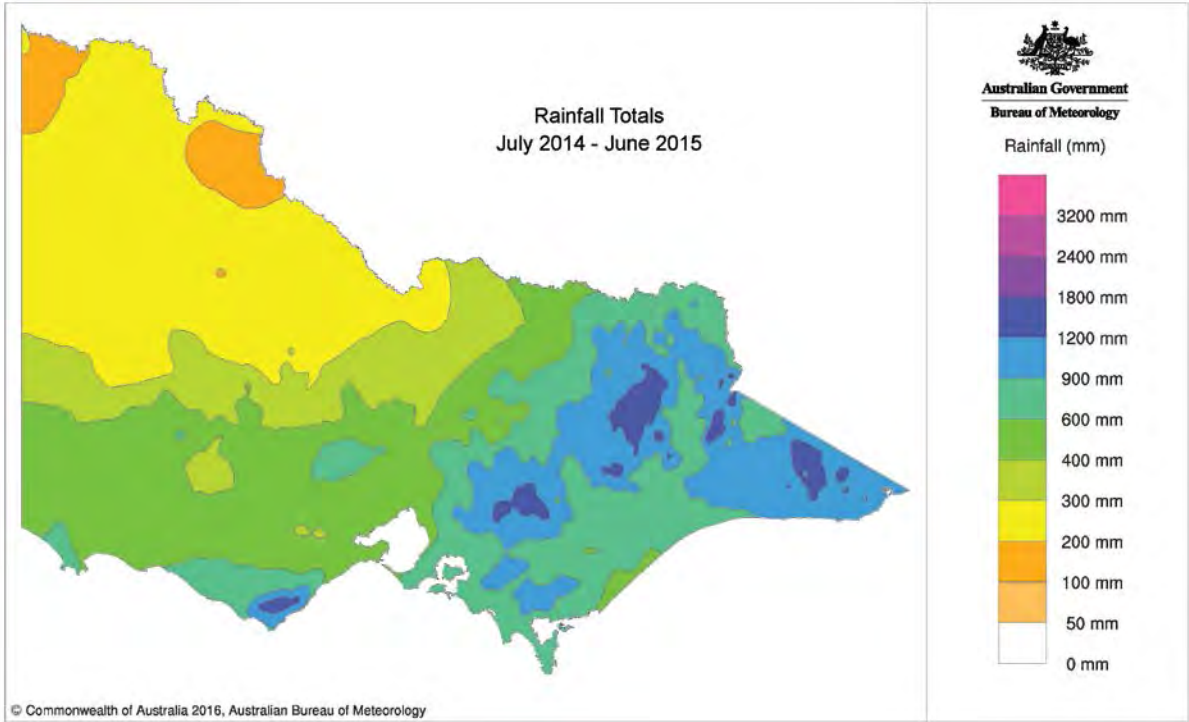 Rainfall Totals
July 2014 - June 2015
Australian Government
Bureau of Meteorology
Rainfall (mm)
3200 mm
2400 mm
1800 mm
1200 mm
900 mm
600 mm
400 mm
300 mm
200 mm
100 mm
50 mm
0 mm
© Commonwealth of Australia 2016, Australian Bureau of Meteorology